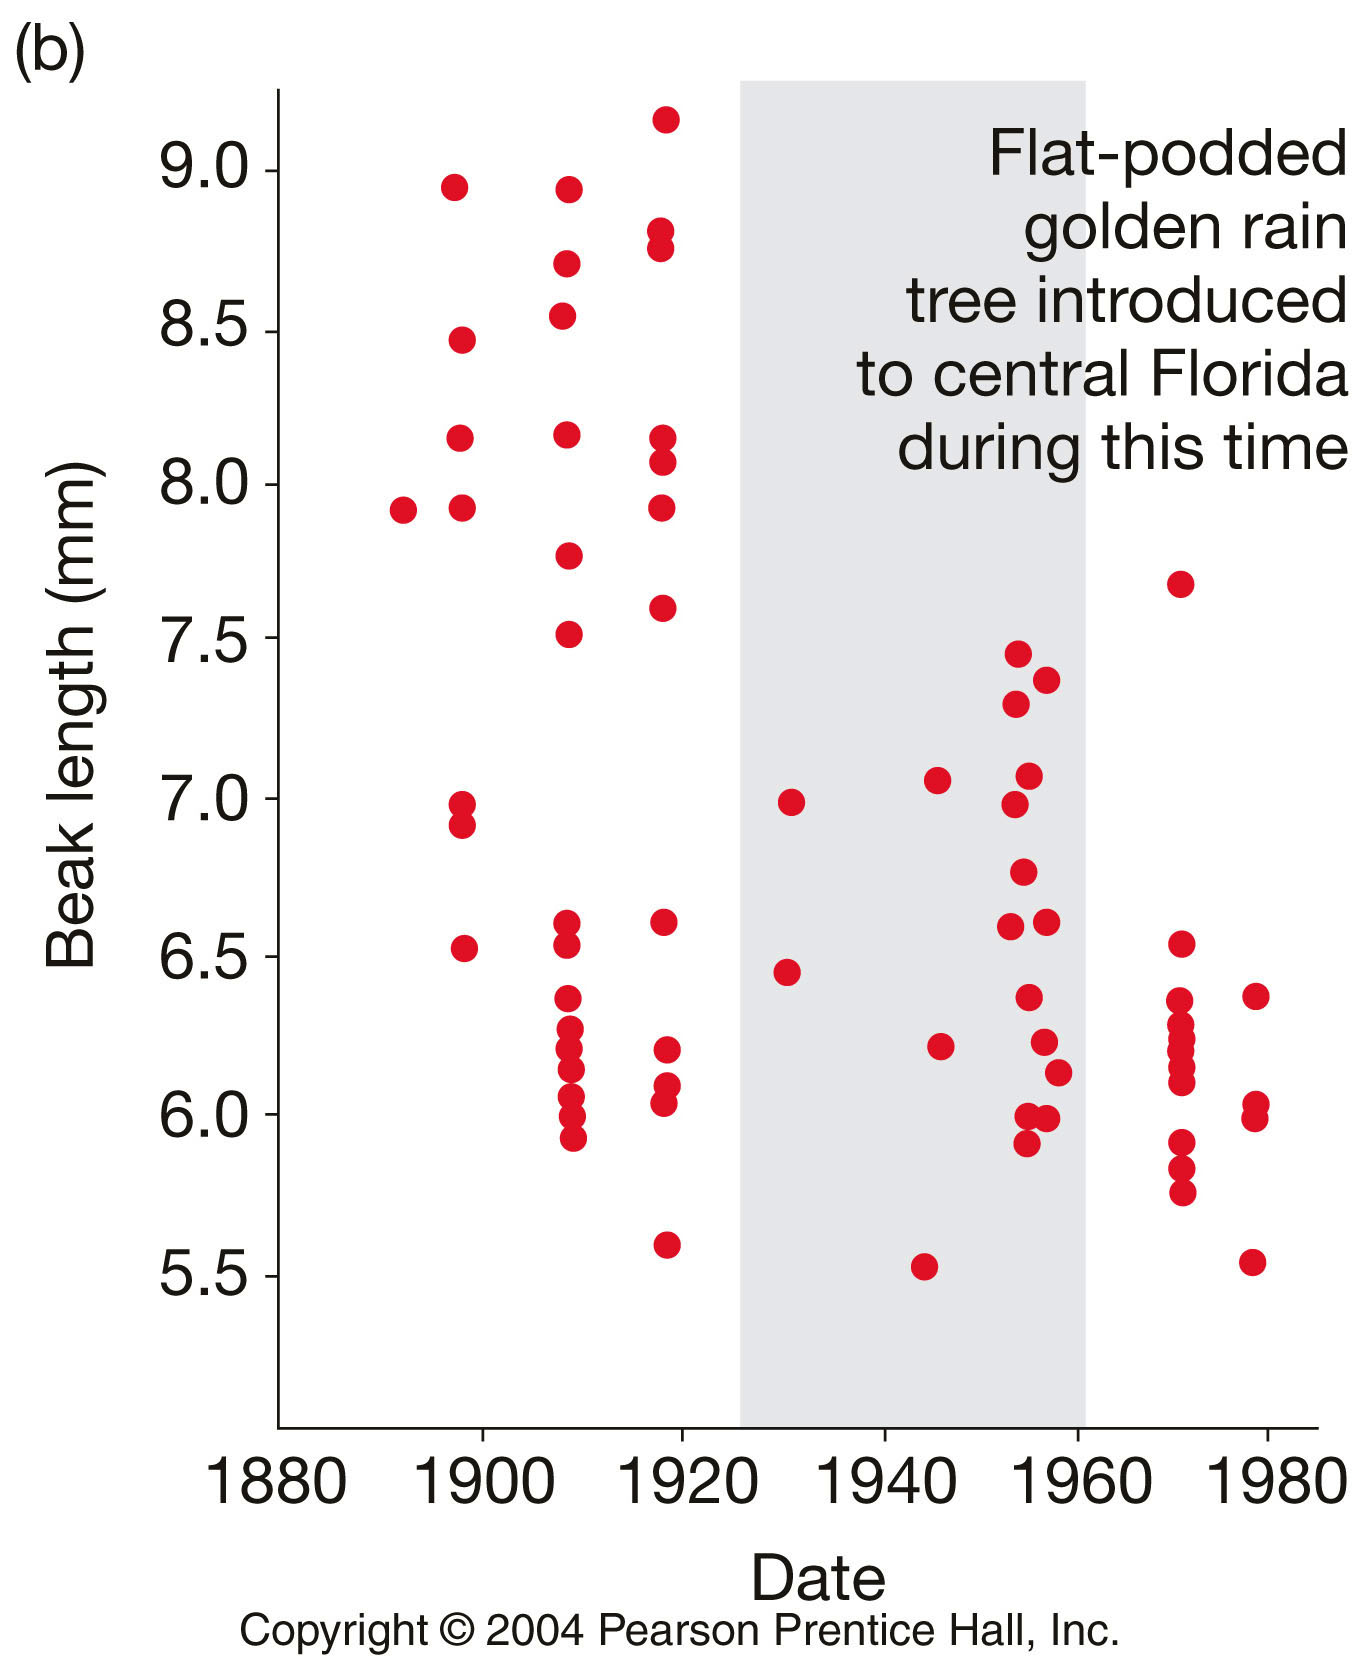 (b)
9.0
8.5
8.0
7.5
7.0
6.5
6.0
5.5
Beak length (mm)
Flat-podded
golden rain
tree introduced
to central Florida
during this time
1880 1900 1920 1940 1960 1980
Date
Copyright © 2004 Pearson Prentice Hall, Inc.